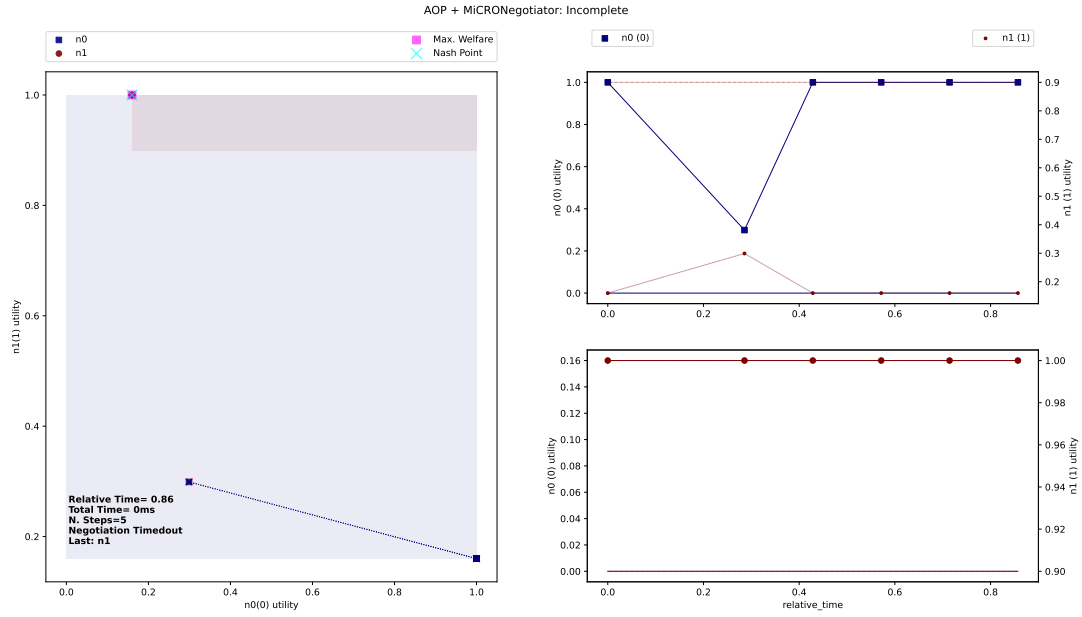 AOP + MiCRONegotiator: Incomplete
n0
n1
Max. Welfare
Nash Point
n1(1) utility
1.0
0.8
0.6
0.4
0.2
Relative Time= 0.86
Total Time= 0ms
N. Steps=5
Negotiation Timedout
Last: n1
0.0 0.2 0.4 0.6 0.8 1.0
n0(0) utility
n0 (0)
n1 (1)
n0 (0) utility
1.0
0.8
0.6
0.4
0.2
0.0
0.9
0.8
0.7
0.6
0.5
0.4
0.3
0.2
n1 (1) utility
0.0 0.2 0.4 0.6 0.8
n0 (0) utility
0.16
0.14
0.12
0.10
0.08
0.06
0.04
0.02
0.00
1.00
0.98
0.96
0.94
0.92
0.90
n1 (1) utility
0.0 0.2 0.4 0.6 0.8
relative_time